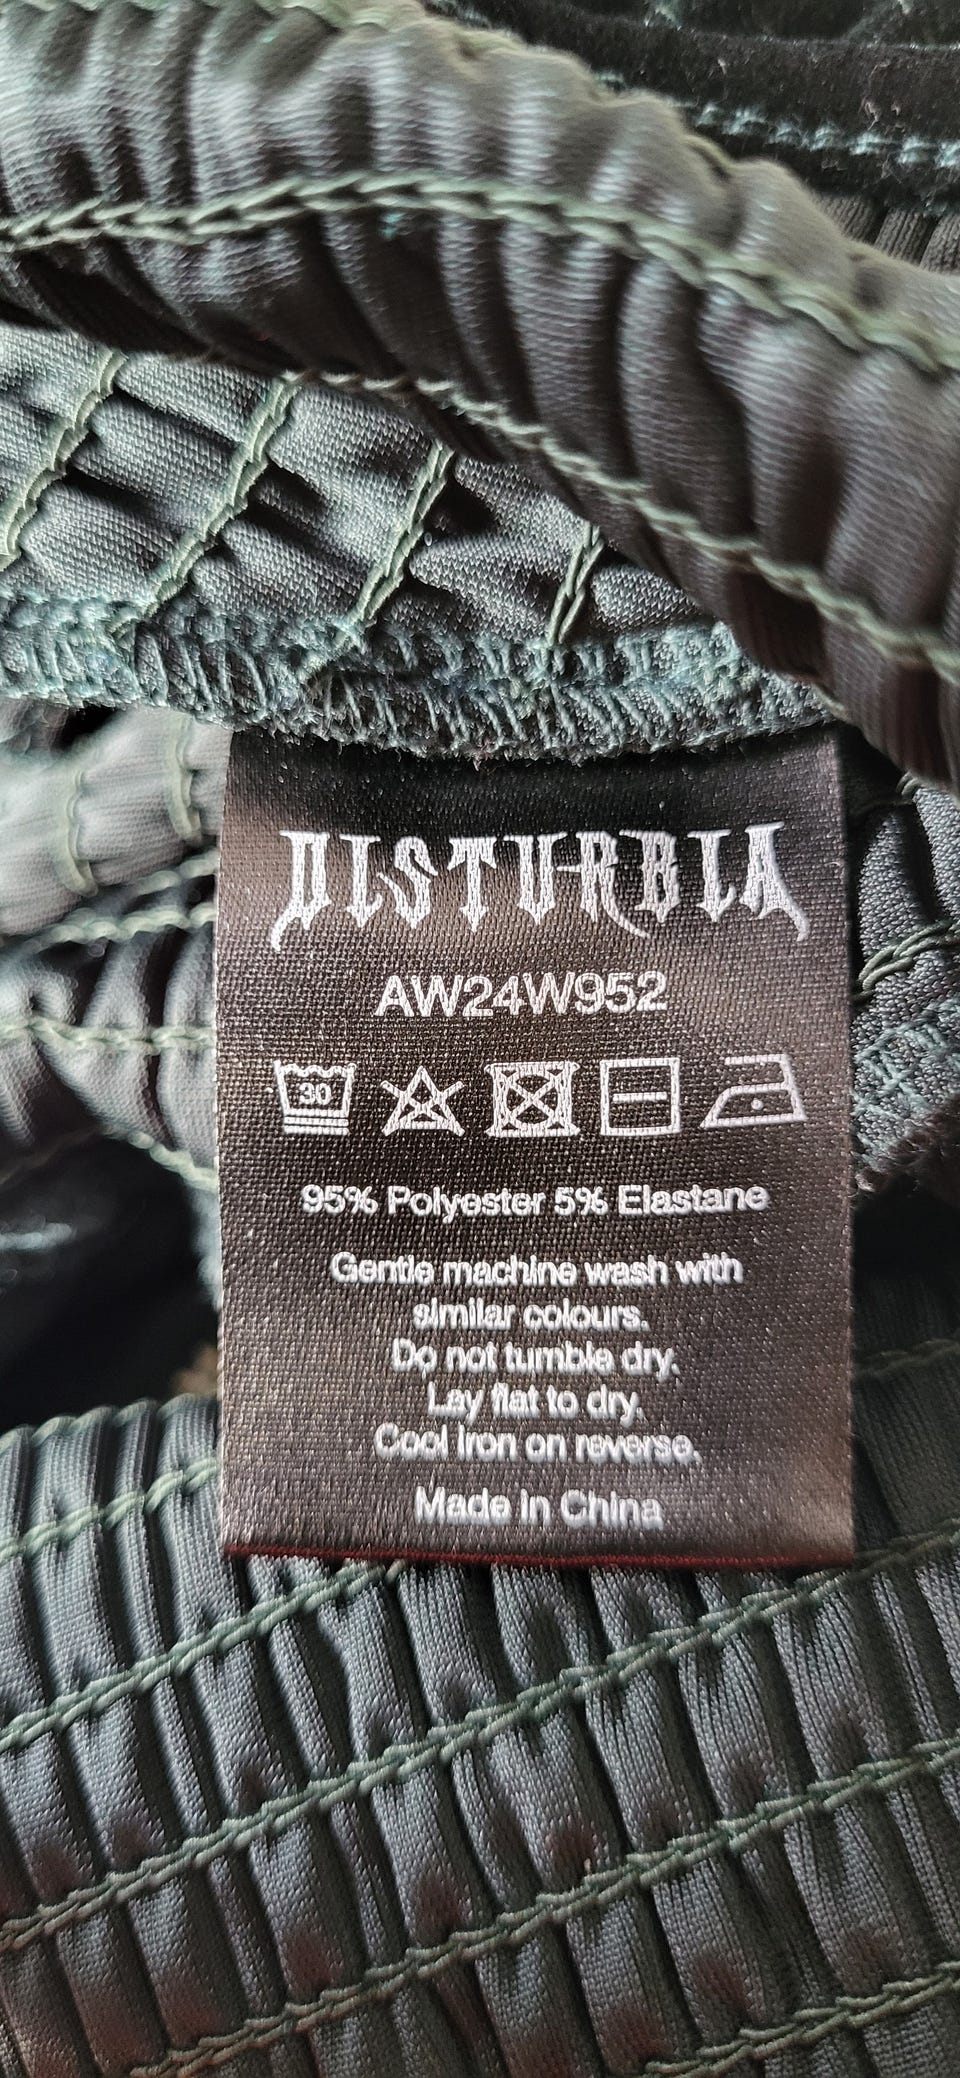 DISTURBIA
AW24W952
30
95% Polyester 5% Elastane
Gentle machine wash with
similar colours.
Do not tumble dry.
Lay flat to dry.
Cool Iron on reverse.
Made in China